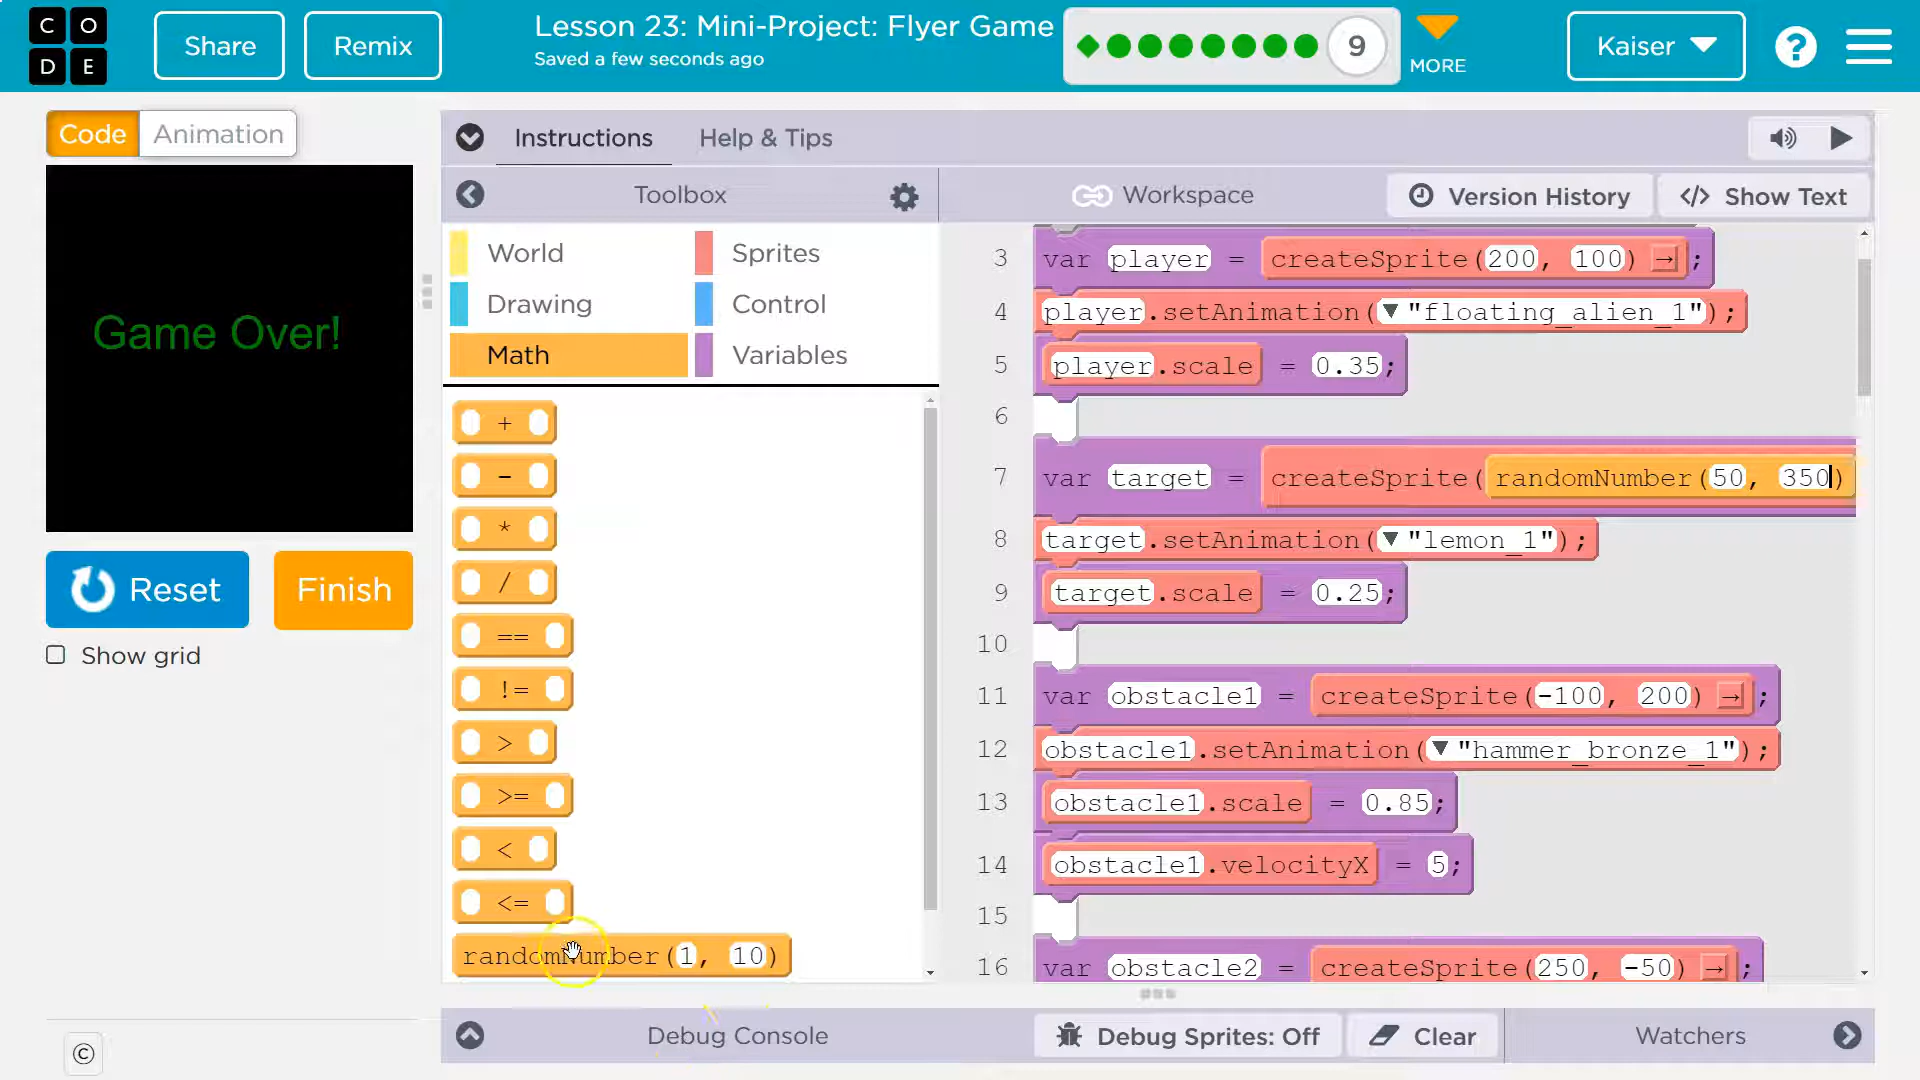 CO
DE
Share
Remix
Lesson 23: Mini-Project: Flyer Game
Saved a few seconds ago
9
MORE
Kaiser
?
Code
Animation
Game Over!
Reset
Finish
Show grid
©
Instructions
Help & Tips
Toolbox
Workspace
Version History
</> Show Text
World
Sprites
Drawing
Control
Math
Variables
+
-
*
/
==
!=
>
>=
<
<=
randomNumber(1, 10)
3 var player = createSprite(200, 100) → ;
4 player.setAnimation(▼ "floating_alien_1");
5 player.scale = 0.35;
6
7 var target = createSprite(randomNumber(50, 350)
8 target.setAnimation(▼ "lemon_1");
9 target.scale = 0.25;
10
11 var obstacle1 = createSprite(-100, 200) → ;
12 obstacle1.setAnimation(▼ "hammer_bronze_1");
13 obstacle1.scale = 0.85;
14 obstacle1.velocityX = 5;
15
16 var obstacle2 = createSprite(250, -50) → ;
Debug Console
Debug Sprites: Off
Clear
Watchers